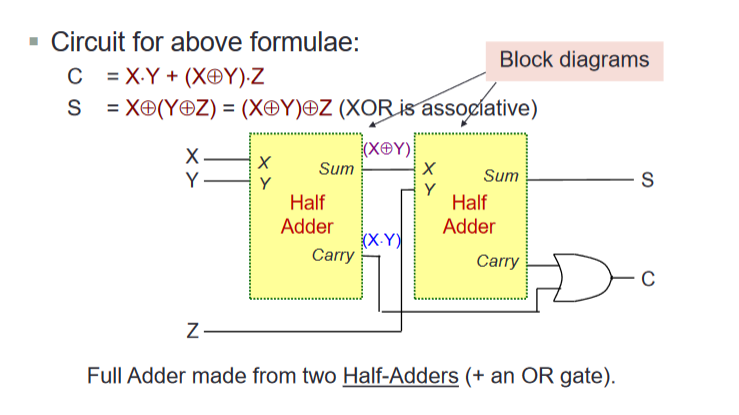 ▪ Circuit for above formulae:
C = X·Y + (X⊕Y)·Z
Block diagrams
S = X⊕(Y⊕Z) = (X⊕Y)⊕Z (XOR is associative)
X
Y
X
Y
Sum
Half
Adder
Carry
(X⊕Y)
(X·Y)
X
Y
Sum
Half
Adder
Carry
S
C
Z
Full Adder made from two Half-Adders (+ an OR gate).